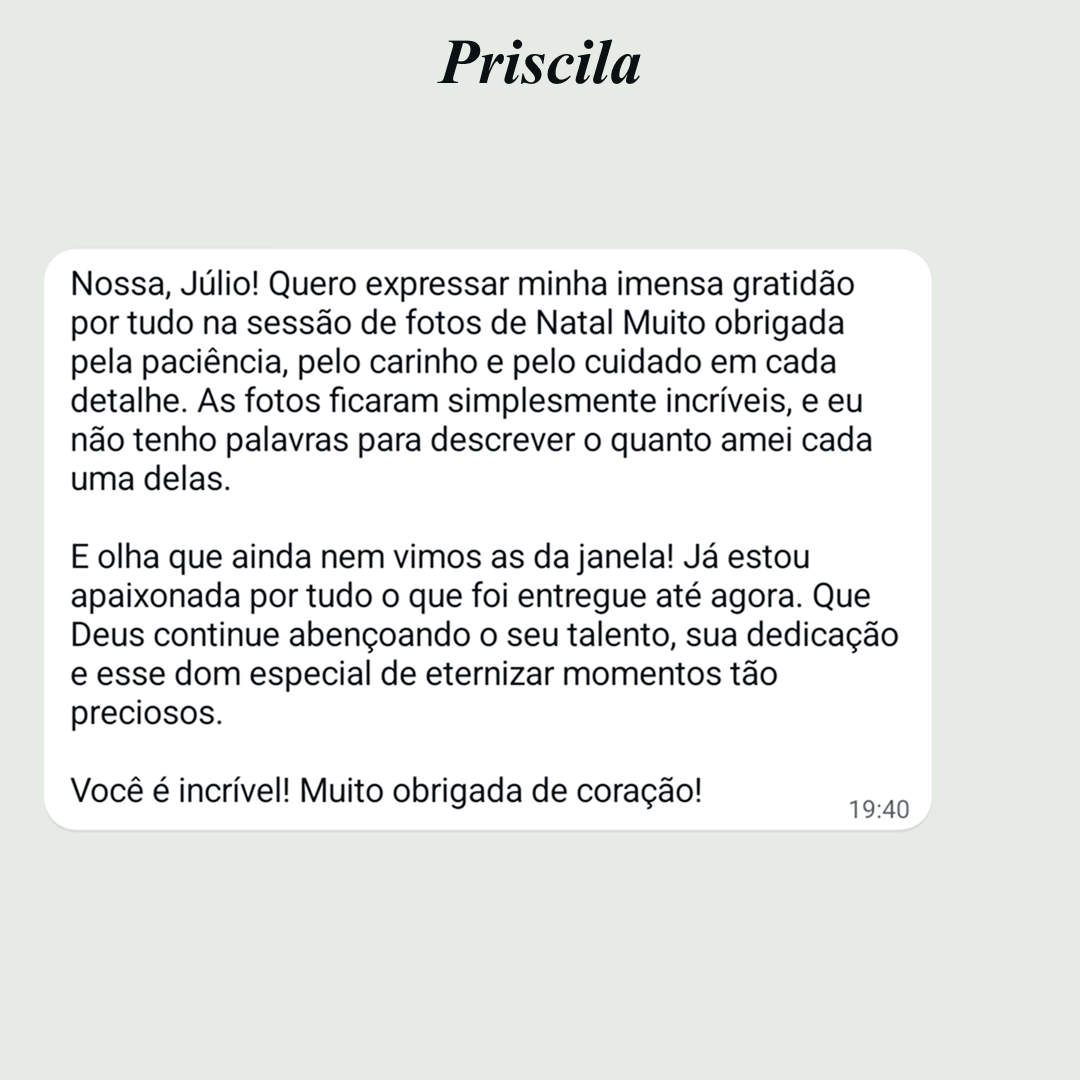 Priscila
Nossa, Júlio! Quero expressar minha imensa gratidão
por tudo na sessão de fotos de Natal Muito obrigada
pela paciência, pelo carinho e pelo cuidado em cada
detalhe. As fotos ficaram simplesmente incríveis, e eu
não tenho palavras para descrever o quanto amei cada
uma delas.
E olha que ainda nem vimos as da janela! Já estou
apaixonada por tudo o que foi entregue até agora. Que
Deus continue abençoando o seu talento, sua dedicação
e esse dom especial de eternizar momentos tão
preciosos.
Você é incrível! Muito obrigada de coração!
19:40